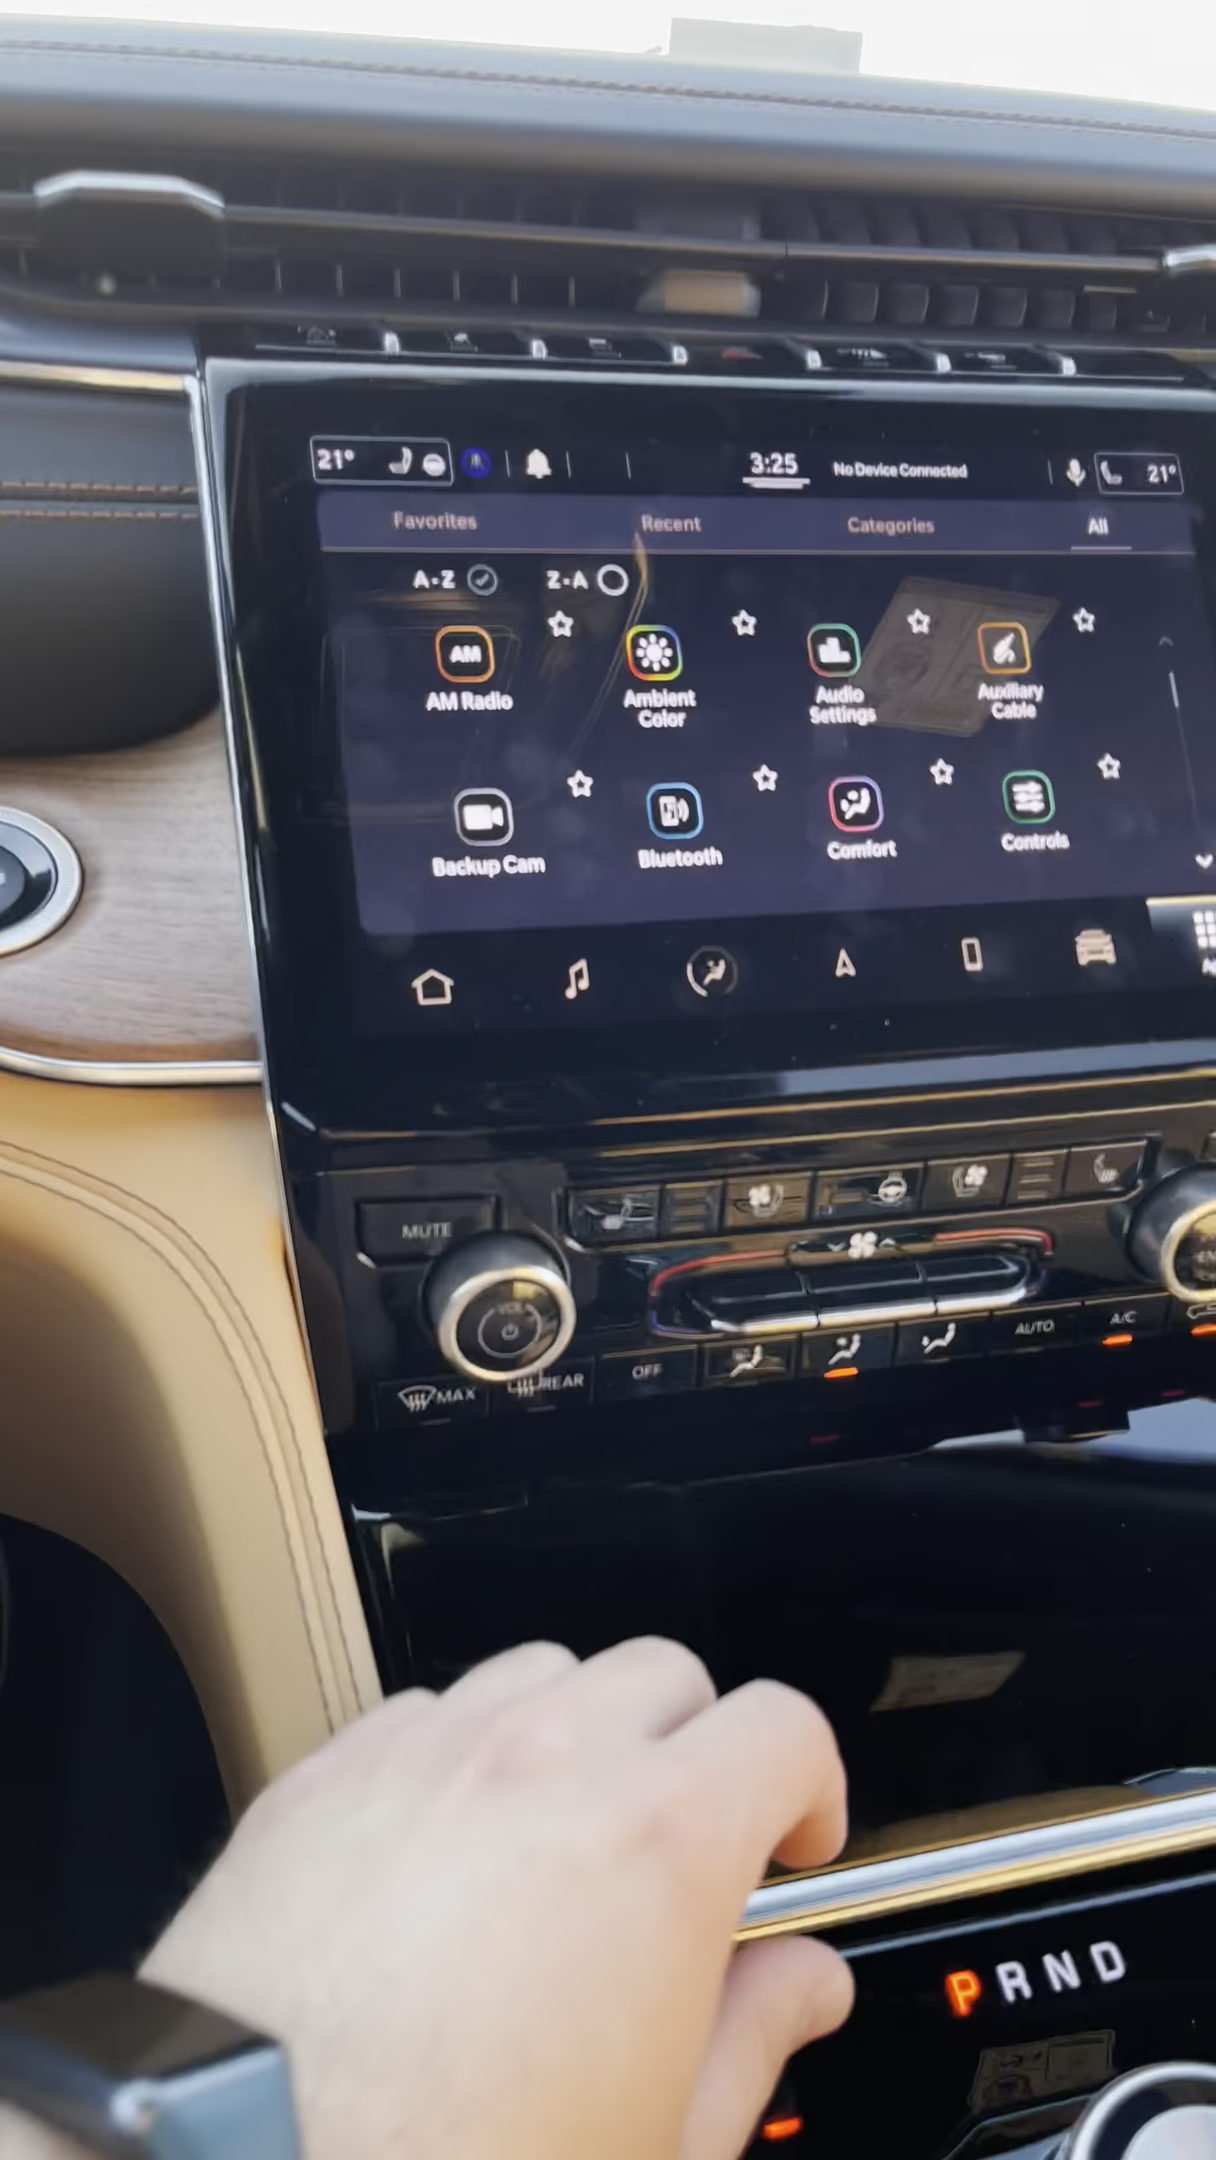 21°
3:25
No Device Connected
21°
Favorites
Recent
Categories
All
A-Z
Z-A
AM
AM Radio
Ambient
Color
Audio
Settings
Auxiliary
Cable
Backup Cam
Bluetooth
Comfort
Controls
MUTE
VOL
MAX
REAR
OFF
AUTO
A/C
P R N D